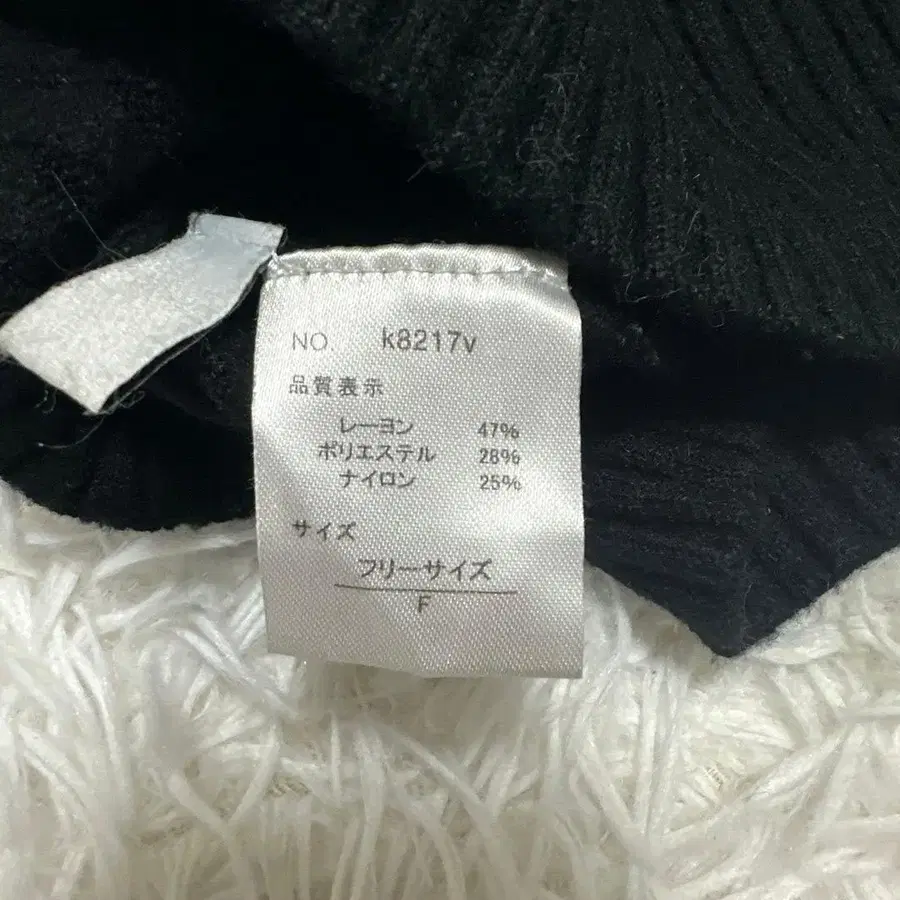 NO. k8217v
品質表示
レーヨン 47%
ポリエステル 28%
ナイロン 25%
サイズ
フリーサイズ
F